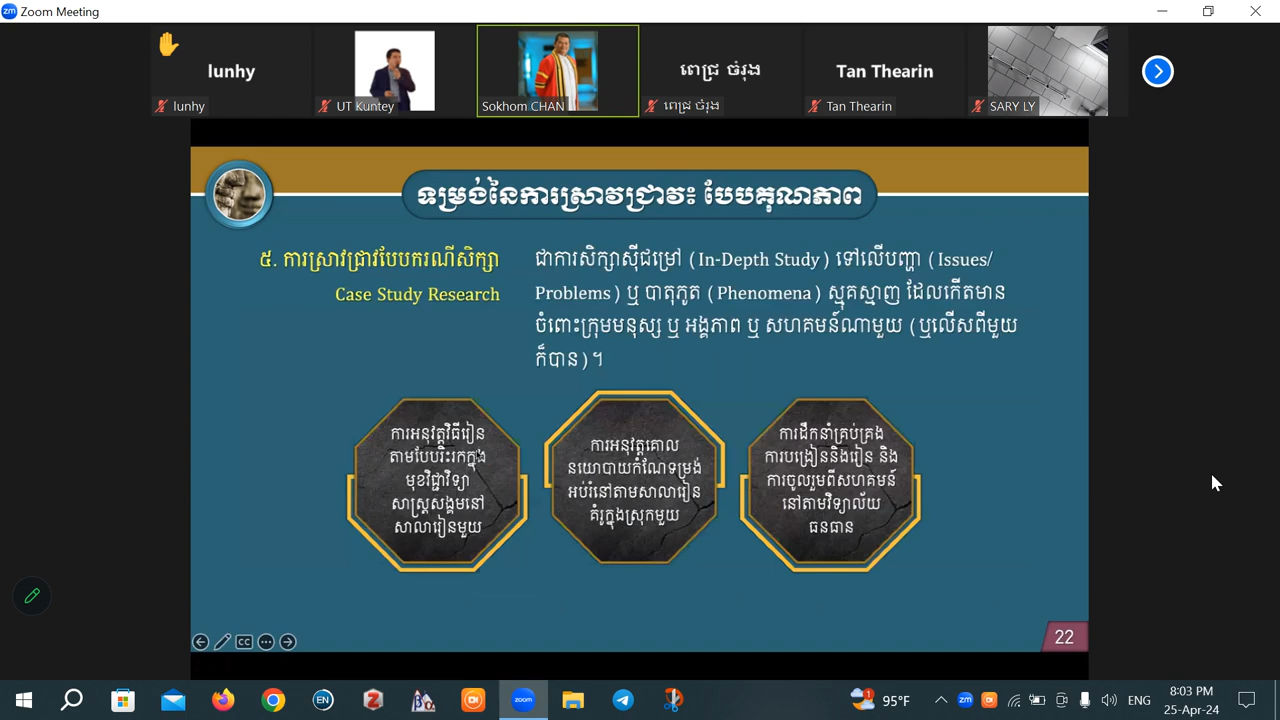 Zoom Meeting
lunhy
lunhy
UT Kuntey
Sokhom CHAN
ពេជ្រ ចំរុង
ពេជ្រ ចំរុង
Tan Thearin
Tan Thearin
SARY LY
ទម្រង់នៃការស្រាវជ្រាវ៖ បែបគុណភាព
៥. ការស្រាវជ្រាវបែបករណីសិក្សា
Case Study Research
ជាការសិក្សាស៊ីជម្រៅ (In-Depth Study) ទៅលើបញ្ហា (Issues/
Problems) ឬ បាតុភូត (Phenomena) ស្មុគស្មាញ ដែលកើតមាន
ចំពោះក្រុមមនុស្ស ឬ អង្គភាព ឬ សហគមន៍ណាមួយ (ឬលើសពីមួយ
ក៏បាន)។
ការអនុវត្តវិធីរៀន
តាមបែបរិះរកក្នុង
មុខវិជ្ជាវិទ្យា
សាស្ត្រសង្គមនៅ
សាលារៀនមួយ
ការអនុវត្តគោល
នយោបាយកំណែទម្រង់
អប់រំនៅតាមសាលារៀន
គំរូក្នុងស្រុកមួយ
ការដឹកនាំគ្រប់គ្រង
ការបង្រៀននិងរៀន និង
ការចូលរួមពីសហគមន៍
នៅតាមវិទ្យាល័យ
ធនធាន
CC
22
EN
zoom
1
95°F
zm
ENG
8:03 PM
25-Apr-24